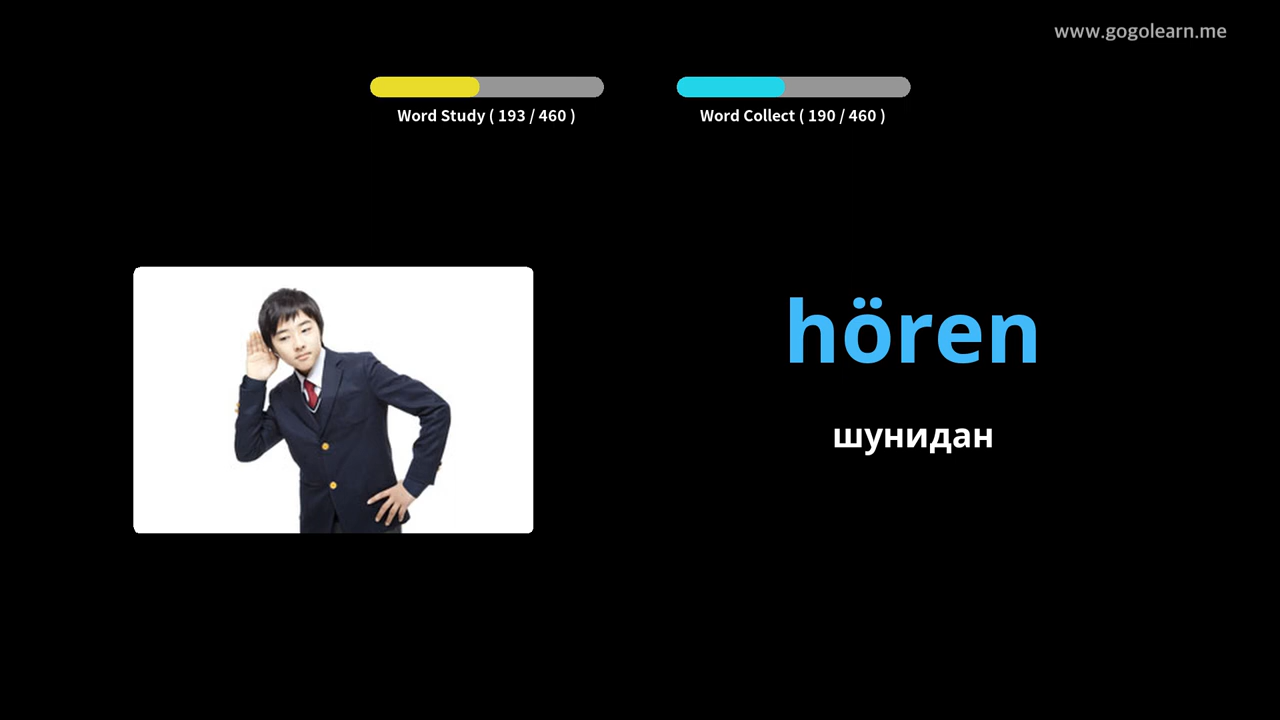 www.gogolearn.me
Word Study ( 193 / 460 )
Word Collect ( 190 / 460 )
hören
шунидан